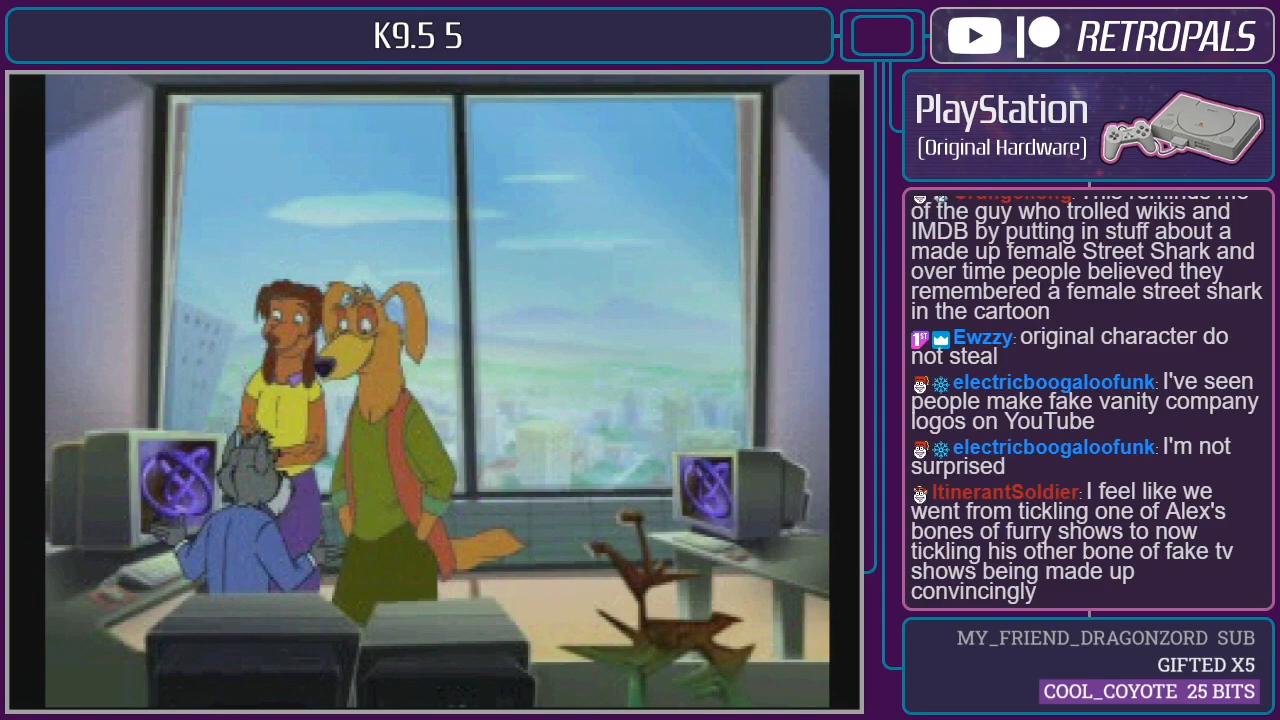 K9.5 5
RETROPALS
PlayStation
(Original Hardware)
This reminds me
of the guy who trolled wikis and
IMDB by putting in stuff about a
made up female Street Shark and
over time people believed they
remembered a female street shark
in the cartoon
1ST Ewzzy: original character do
not steal
electricboogaloofunk: I've seen
people make fake vanity company
logos on YouTube
electricboogaloofunk: I'm not
surprised
ItinerantSoldier: I feel like we
went from tickling one of Alex's
bones of furry shows to now
tickling his other bone of fake tv
shows being made up
convincingly
MY_FRIEND_DRAGONZORD SUB
GIFTED X5
COOL_COYOTE 25 BITS